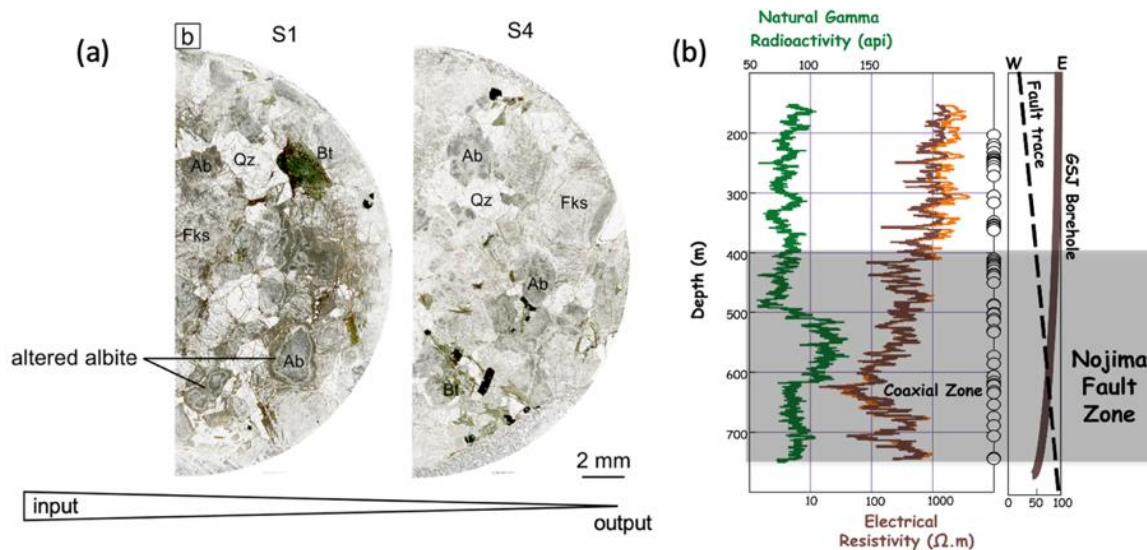 (a)
b
S1
S4
Ab
Qz
Bt
Fks
altered albite
Ab
Ab
Qz
Fks
Ab
Bt
2 mm
input
output
(b)
Natural Gamma
Radioactivity (api)
50 100 150
W E
Fault trace
GSJ Borehole
Depth (m)
200
300
400
500
600
700
Coaxial Zone
Nojima
Fault
Zone
10 100 1000
0 50 100
Electrical
Resistivity (Ω.m)